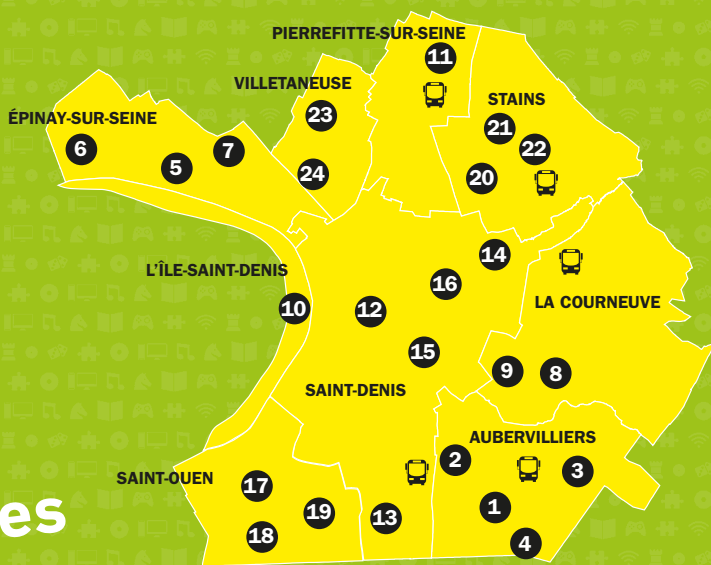 PIERREFITTE-SUR-SEINE
11
VILLETANEUSE
STAINS
ÉPINAY-SUR-SEINE
23
21
6
7
22
5
24
20
14
L'ÎLE-SAINT-DENIS
16
LA COURNEUVE
10
12
15
9
8
SAINT-DENIS
AUBERVILLIERS
2
3
SAINT-OUEN
17
1
19
13
es
18
4